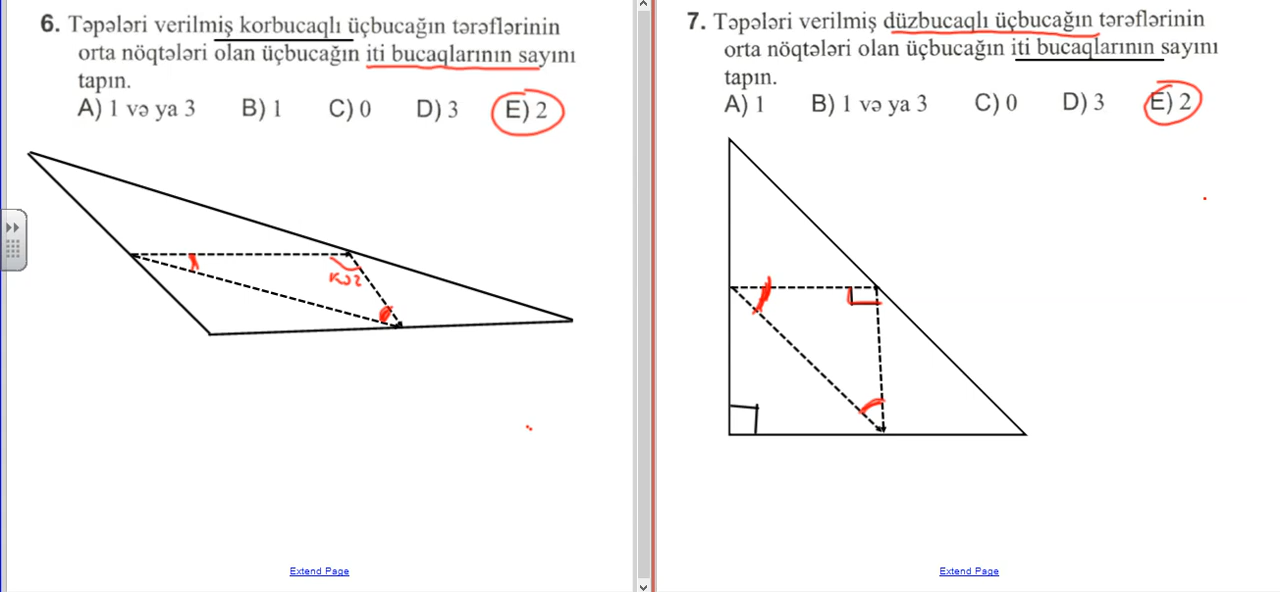 6. Təpələri verilmiş korbucaqlı üçbucağın tərəflərinin
orta nöqtələri olan üçbucağın iti bucaqlarının sayını
tapın.
A) 1 və ya 3 B) 1 C) 0 D) 3 E) 2
Extend Page
7. Təpələri verilmiş düzbucaqlı üçbucağın tərəflərinin
orta nöqtələri olan üçbucağın iti bucaqlarının sayını
tapın.
A) 1 B) 1 və ya 3 C) 0 D) 3 E) 2
Extend Page